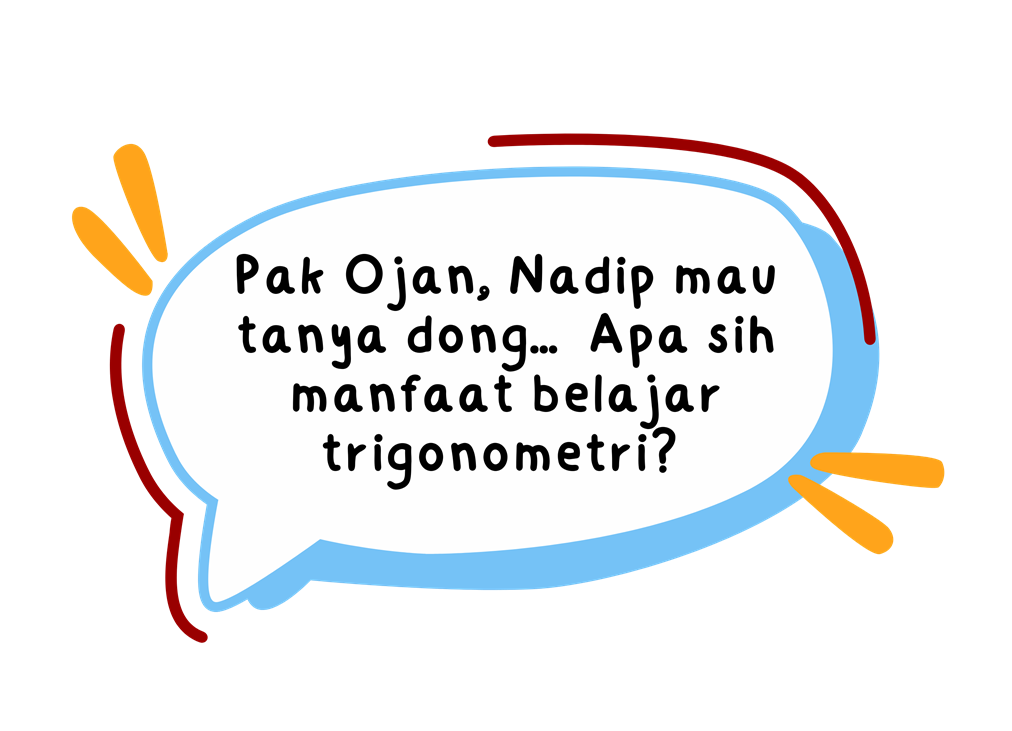 Pak Ojan, Nadip mau
tanya dong... Apa sih
manfaat belajar
trigonometri?